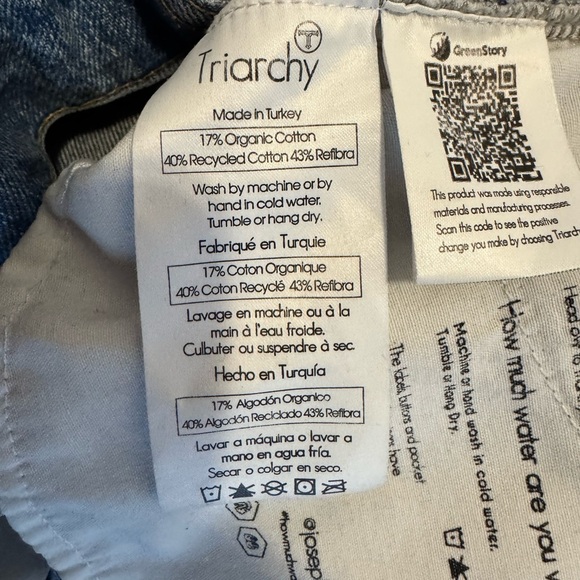 Triarchy
Made in Turkey
17% Organic Cotton
40% Recycled Cotton 43% Refibra
Wash by machine or by
hand in cold water.
Tumble or hang dry.
Fabriqué en Turquie
17% Coton Organique
40% Coton Recyclé 43% Refibra
Lavage en machine ou à la
main à l'eau froide.
Culbuter ou suspendre à sec.
Hecho en Turquía
17% Algodón Organico
40% Algodón Reciclado 43% Refibra
Lavar a máquina o lavar a
mano en agua fría.
Secar o colgar en seco.
GreenStory
This product was made using responsible
materials and manufacturing processes.
Scan this code to see the positive
change you make by choosing Triarch
How much water are you
Machine or hand wash in cold water.
Tumble or Hang Dry.
The labels, buttons and pocket
have
@josep
#howmuchwa